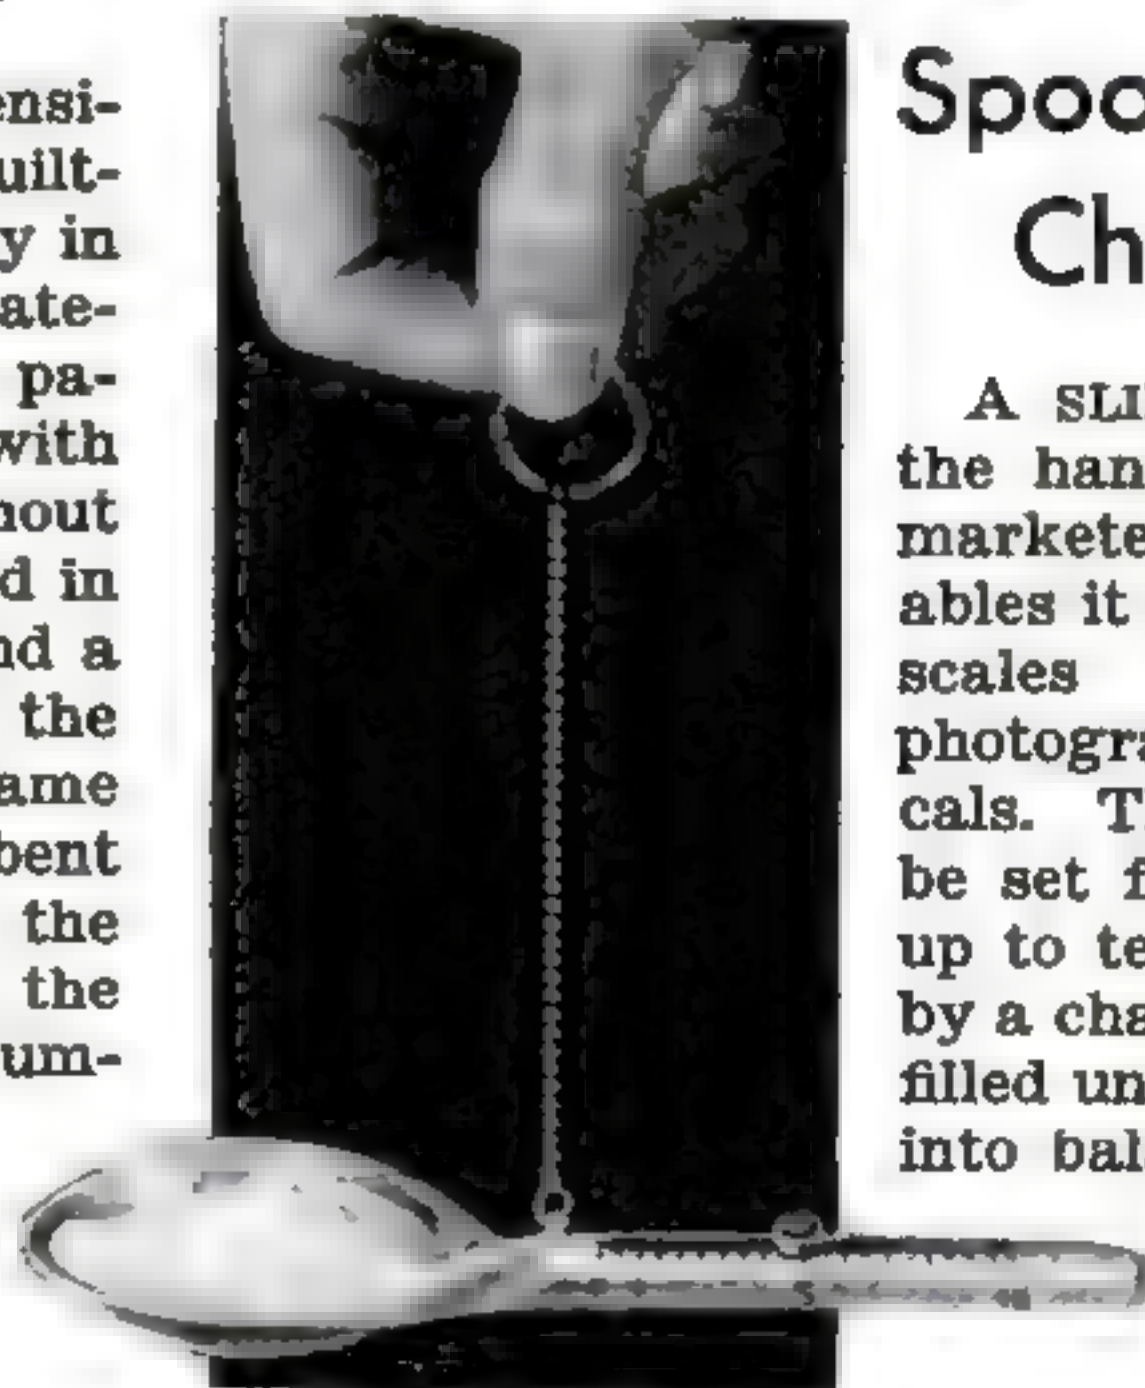 ensi-
uilt-
y in
ate-
pa-
with
hout
d in
nd a
the
ame
bent
the
the
um-
Spoo
Ch
A SLI
the han
markete
ables it
scales
photogra
cals. T
be set f
up to te
by a cha
filled un
into bal